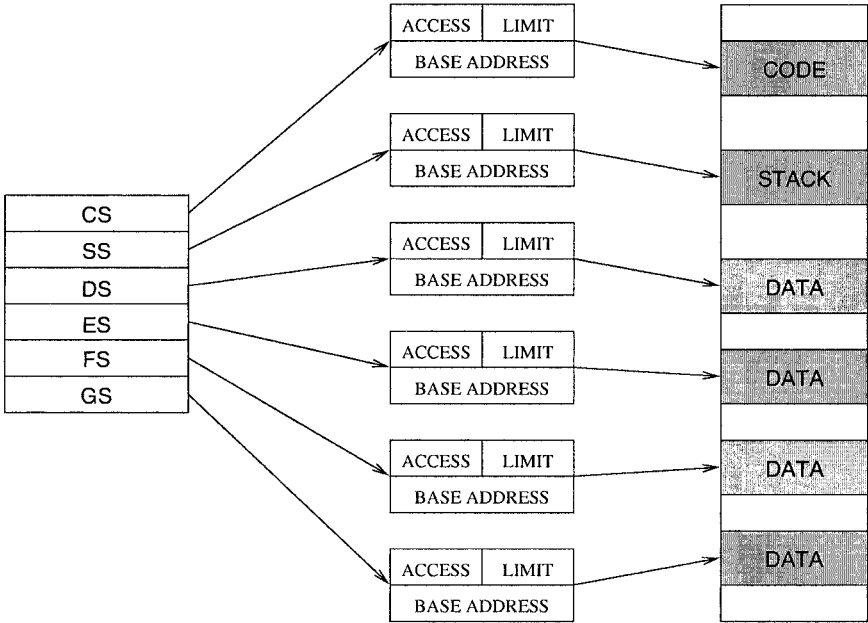 CS
SS
DS
ES
FS
GS
ACCESS LIMIT
BASE ADDRESS
ACCESS LIMIT
BASE ADDRESS
ACCESS LIMIT
BASE ADDRESS
ACCESS LIMIT
BASE ADDRESS
ACCESS LIMIT
BASE ADDRESS
ACCESS LIMIT
BASE ADDRESS
CODE
STACK
DATA
DATA
DATA
DATA